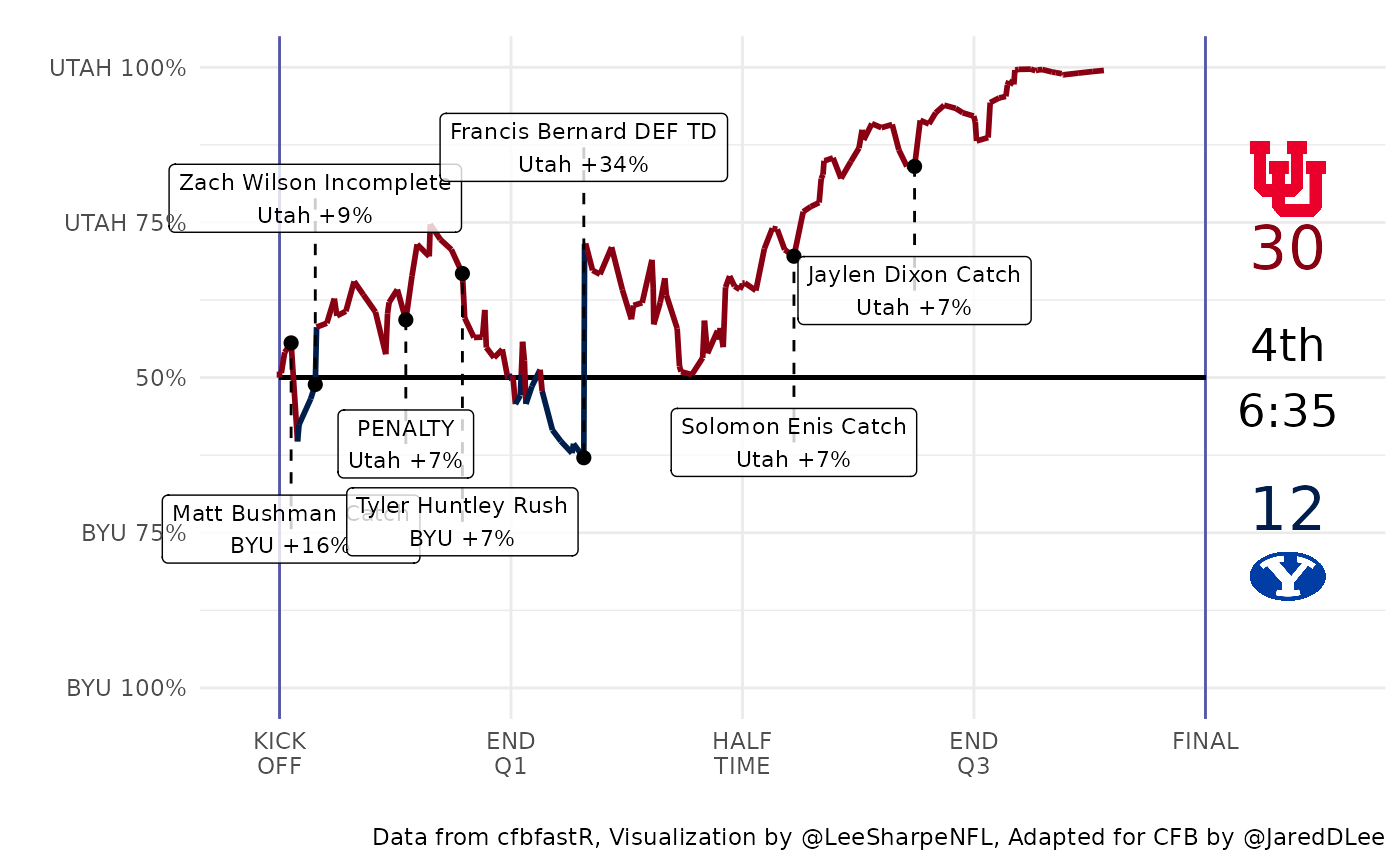 UTAH 100%
UTAH 75%
50%
BYU 75%
BYU 100%
Francis Bernard DEF TD
Utah +34%
Zach Wilson Incomplete
Utah +9%
Jaylen Dixon Catch
Utah +7%
PENALTY
Utah +7%
Solomon Enis Catch
Utah +7%
Matt Bushman Catch
BYU +16%
Tyler Huntley Rush
BYU +7%
30
4th
6:35
12
Y
KICK
OFF
END
Q1
HALF
TIME
END
Q3
FINAL
Data from cfbfastR, Visualization by @LeeSharpeNFL, Adapted for CFB by @JaredDLee